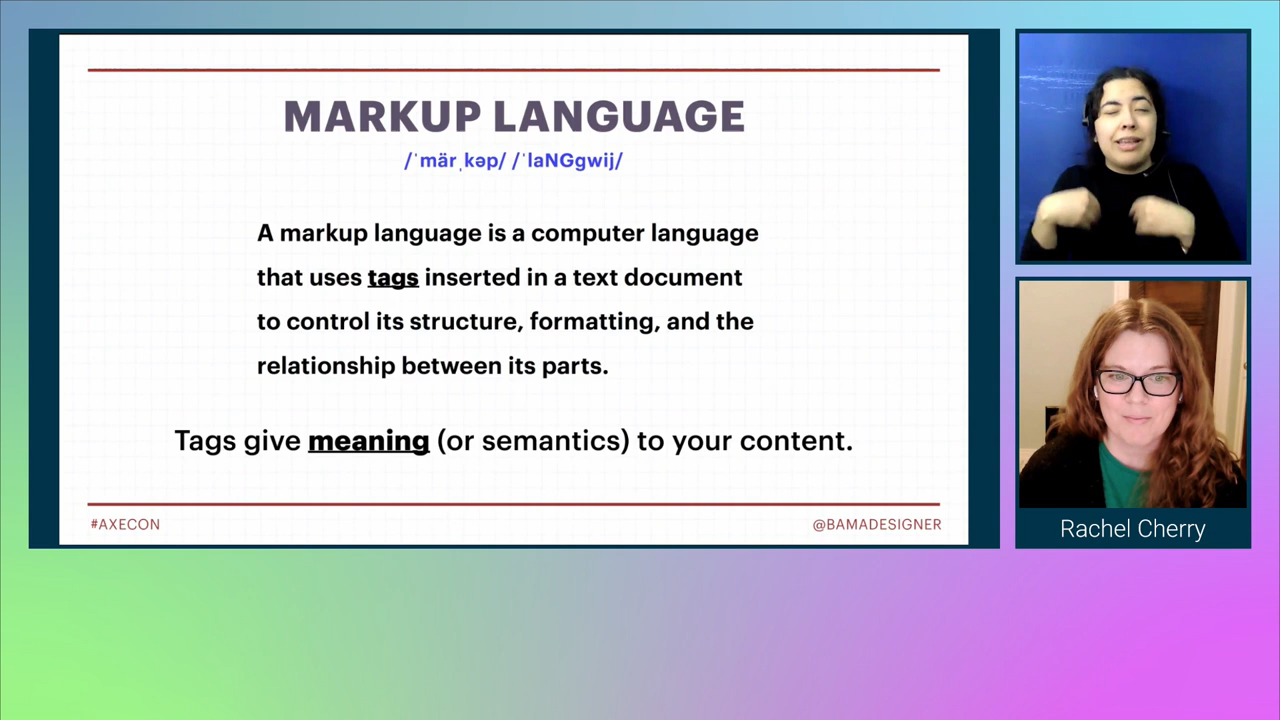 MARKUP LANGUAGE
/ˈmärˌkəp/ /ˈlaNGgwij/
A markup language is a computer language
that uses tags inserted in a text document
to control its structure, formatting, and the
relationship between its parts.
Tags give meaning (or semantics) to your content.
#AXECON
@BAMADESIGNER
Rachel Cherry